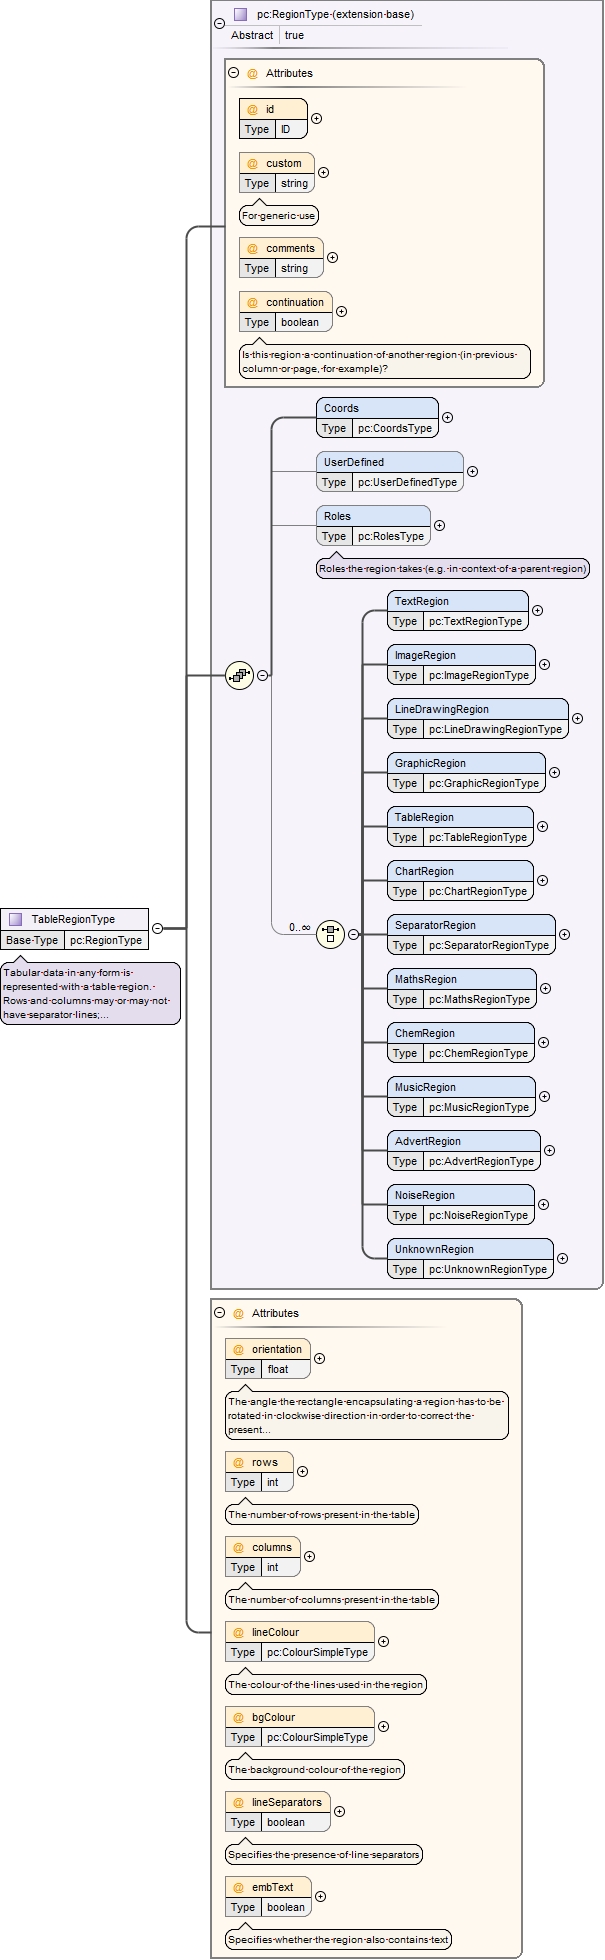 pc:RegionType·(extension·base)
Abstract true
@ Attributes
@ id
Type ID
@ custom
Type string
For·generic·use
@ comments
Type string
@ continuation
Type boolean
Is·this·region·a·continuation·of·another·region·(in·previous·
column·or·page,·for·example)?
Coords
Type pc:CoordsType
UserDefined
Type pc:UserDefinedType
Roles
Type pc:RolesType
Roles·the·region·takes·(e.g.·in·context·of·a·parent·region)
TextRegion
Type pc:TextRegionType
ImageRegion
Type pc:ImageRegionType
LineDrawingRegion
Type pc:LineDrawingRegionType
GraphicRegion
Type pc:GraphicRegionType
TableRegion
Type pc:TableRegionType
ChartRegion
Type pc:ChartRegionType
0..∞
SeparatorRegion
Type pc:SeparatorRegionType
MathsRegion
Type pc:MathsRegionType
ChemRegion
Type pc:ChemRegionType
MusicRegion
Type pc:MusicRegionType
AdvertRegion
Type pc:AdvertRegionType
NoiseRegion
Type pc:NoiseRegionType
UnknownRegion
Type pc:UnknownRegionType
TableRegionType
Base·Type pc:RegionType
Tabular·data·in·any·form·is·
represented·with·a·table·region.·
Rows·and·columns·may·or·may·not·
have·separator·lines;...
@ Attributes
@ orientation
Type float
The·angle·the·rectangle·encapsulating·a·region·has·to·be·
rotated·in·clockwise·direction·in·order·to·correct·the·
present...
@ rows
Type int
The·number·of·rows·present·in·the·table
@ columns
Type int
The·number·of·columns·present·in·the·table
@ lineColour
Type pc:ColourSimpleType
The·colour·of·the·lines·used·in·the·region
@ bgColour
Type pc:ColourSimpleType
The·background·colour·of·the·region
@ lineSeparators
Type boolean
Specifies·the·presence·of·line·separators
@ embText
Type boolean
Specifies·whether·the·region·also·contains·text